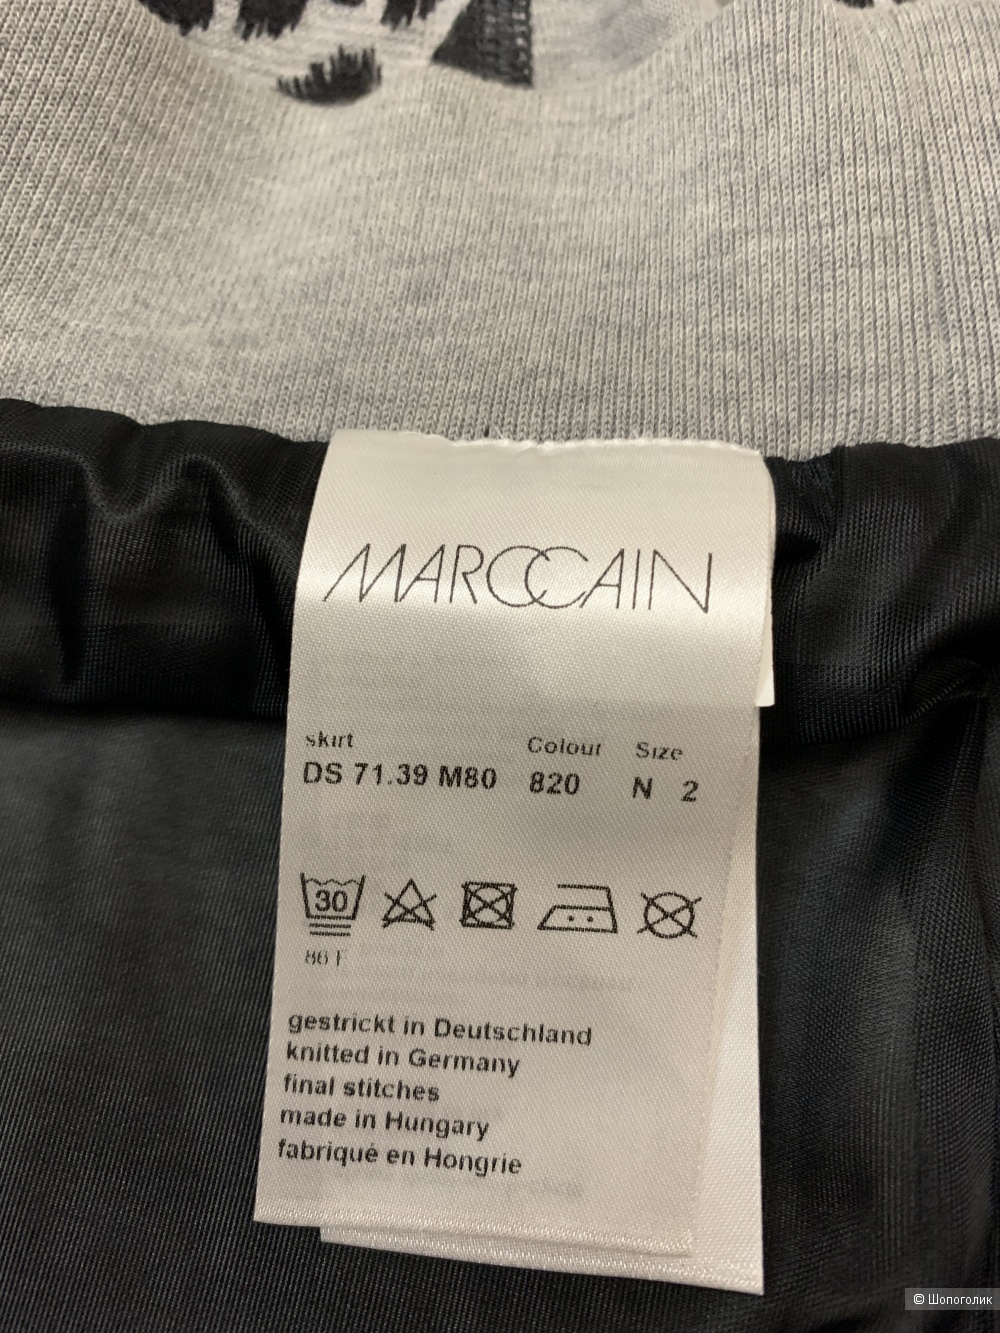 MARCCAIN
skirt Colour Size
DS 71.39 M80 820 N 2
30
86 F
gestrickt in Deutschland
knitted in Germany
final stitches
made in Hungary
fabriqué en Hongrie
© Шопоголик